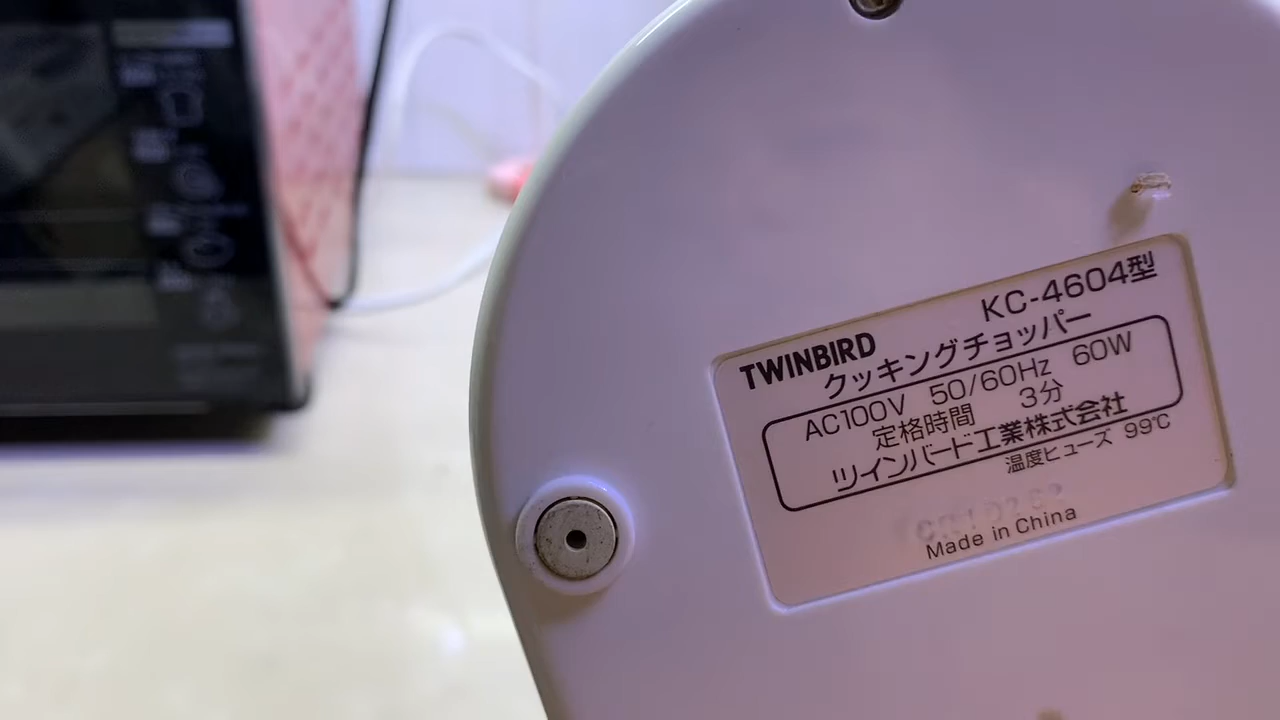 KC-4604型
TWINBIRD
クッキングチョッパー
AC100V 50/60Hz 60W
定格時間 3分
ツインバード工業株式会社
温度ヒューズ 99℃
Made in China